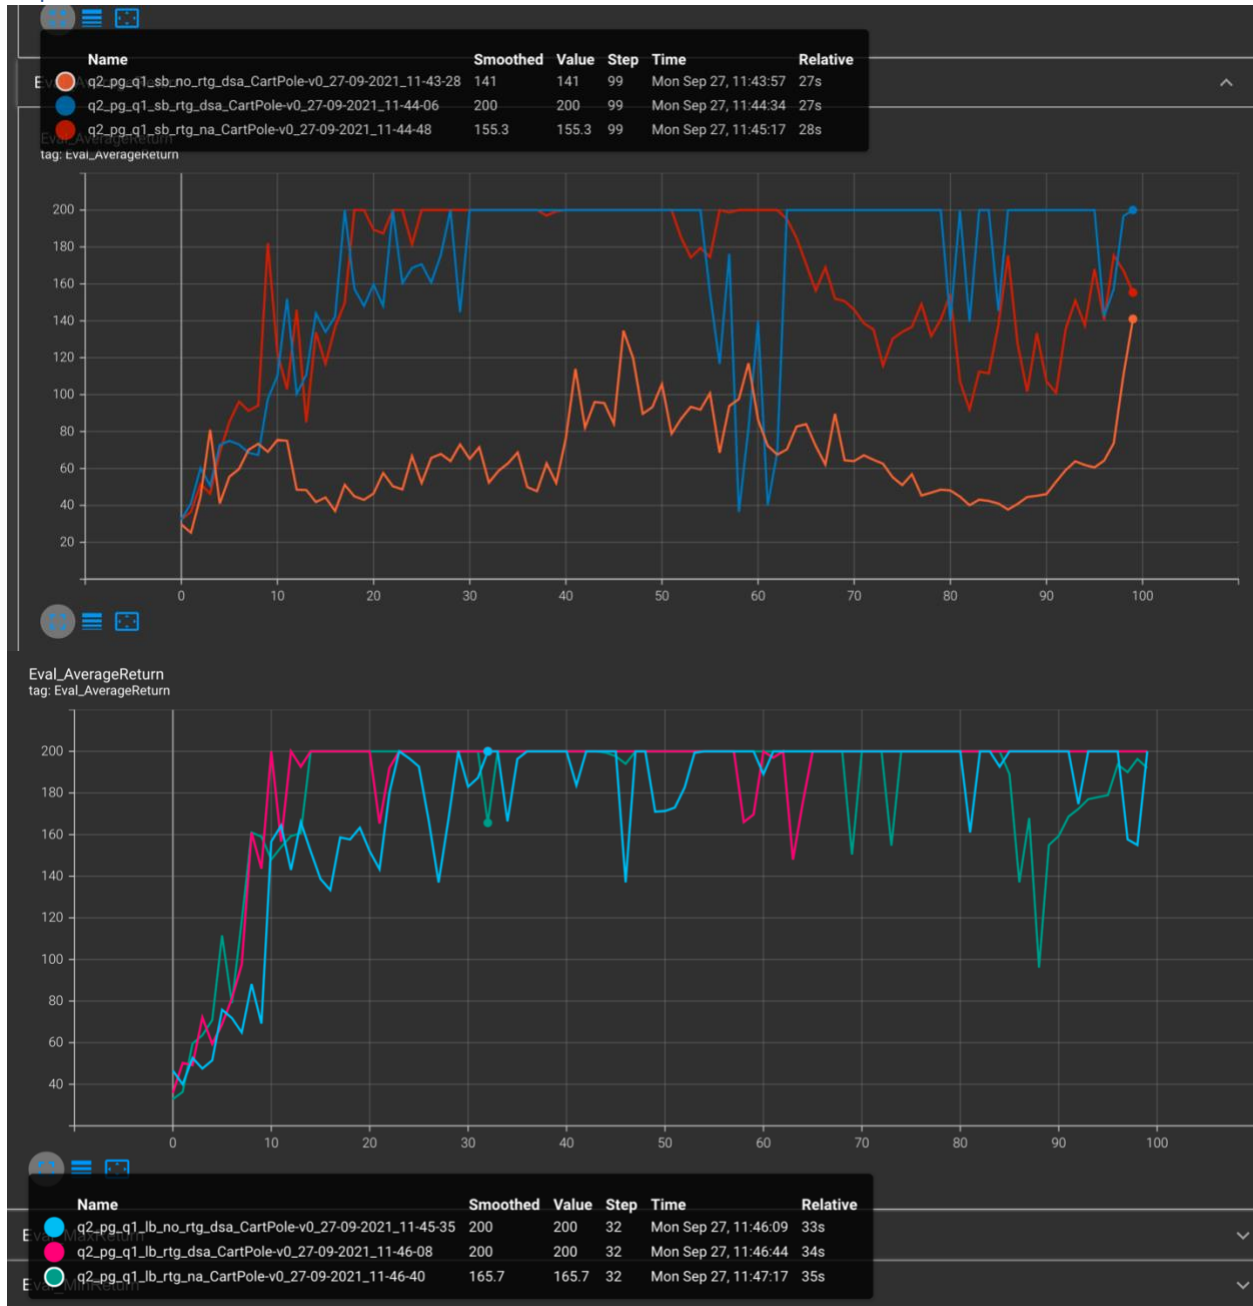 Name Smoothed Value Step Time Relative
q2_pg_q1_sb_no_rtg_dsa_CartPole-v0_27-09-2021_11-43-28 141 141 99 Mon Sep 27, 11:43:57 27s
q2_pg_q1_sb_rtg_dsa_CartPole-v0_27-09-2021_11-44-06 200 200 99 Mon Sep 27, 11:44:34 27s
q2_pg_q1_sb_rtg_na_CartPole-v0_27-09-2021_11-44-48 155.3 155.3 99 Mon Sep 27, 11:45:17 28s
Eval_AverageReturn
tag: Eval_AverageReturn
200
180
160
140
120
100
80
60
40
20
0 10 20 30 40 50 60 70 80 90 100
Eval_AverageReturn
tag: Eval_AverageReturn
200
180
160
140
120
100
80
60
40
0 10 20 30 40 50 60 70 80 90 100
Name Smoothed Value Step Time Relative
q2_pg_q1_lb_no_rtg_dsa_CartPole-v0_27-09-2021_11-45-35 200 200 32 Mon Sep 27, 11:46:09 33s
q2_pg_q1_lb_rtg_dsa_CartPole-v0_27-09-2021_11-46-08 200 200 32 Mon Sep 27, 11:46:44 34s
q2_pg_q1_lb_rtg_na_CartPole-v0_27-09-2021_11-46-40 165.7 165.7 32 Mon Sep 27, 11:47:17 35s
Eval_MaxReturn
Eval_MinReturn